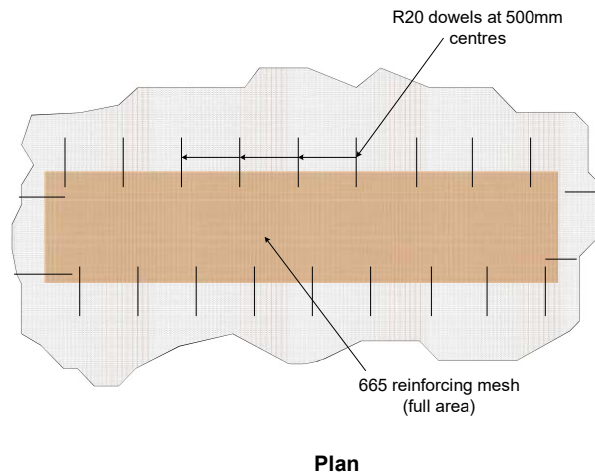 R20 dowels at 500mm
centres
665 reinforcing mesh
(full area)
Plan